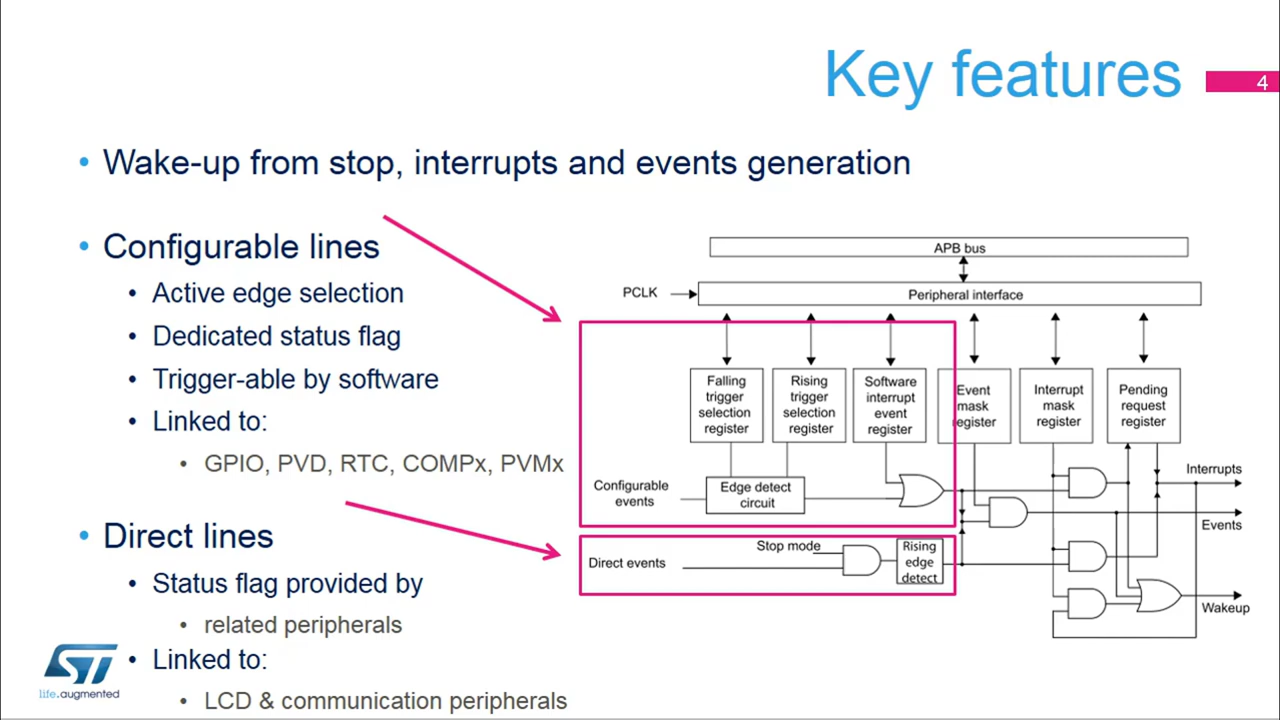 Key features
4
• Wake-up from stop, interrupts and events generation
• Configurable lines
• Active edge selection
• Dedicated status flag
• Trigger-able by software
• Linked to:
• GPIO, PVD, RTC, COMPx, PVMx
• Direct lines
• Status flag provided by
• related peripherals
• Linked to:
• LCD & communication peripherals
APB bus
PCLK
Peripheral interface
Falling
trigger
selection
register
Rising
trigger
selection
register
Software
interrupt
event
register
Event
mask
register
Interrupt
mask
register
Pending
request
register
Configurable
events
Edge detect
circuit
Interrupts
Events
Stop mode
Direct events
Rising
edge
detect
Wakeup
ST
life.augmented